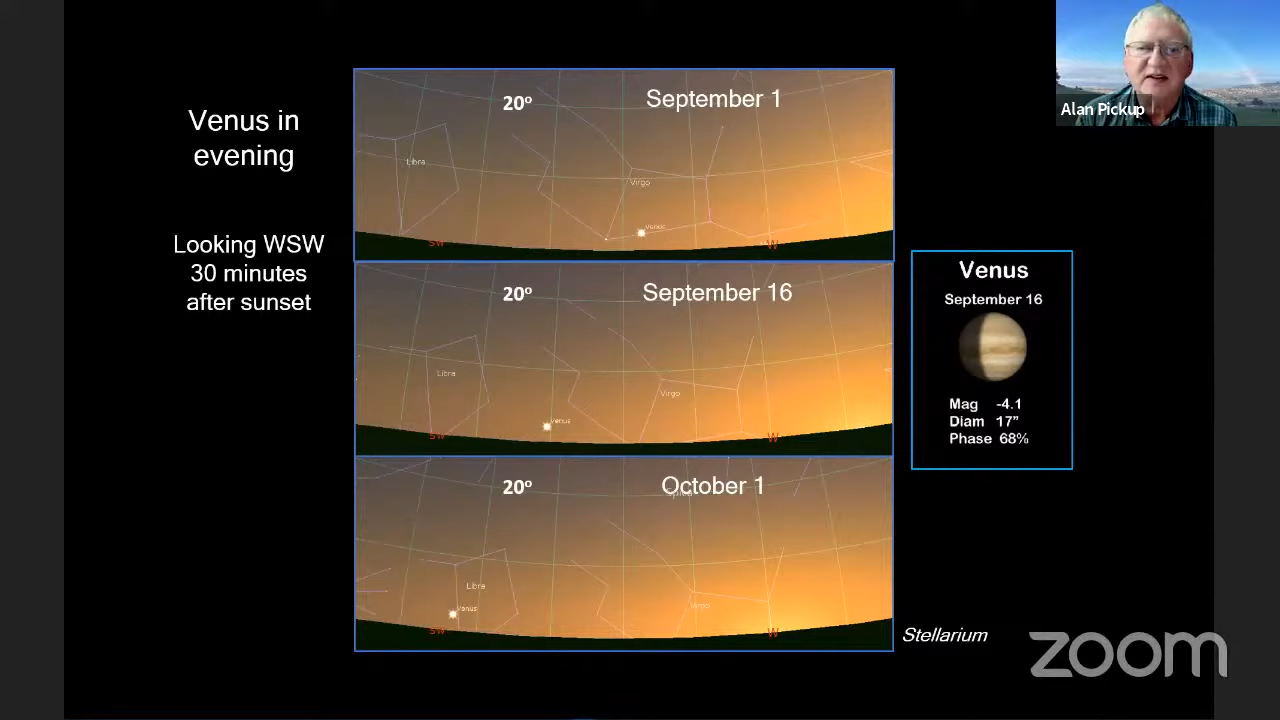 Alan Pickup
Venus in
evening
Looking WSW
30 minutes
after sunset
20°
September 1
Libra
Virgo
Venus
SW
W
20°
September 16
Libra
Virgo
Venus
SW
W
20°
October 1
Libra
Virgo
Venus
SW
W
Venus
September 16
Mag -4.1
Diam 17”
Phase 68%
Stellarium
zoom